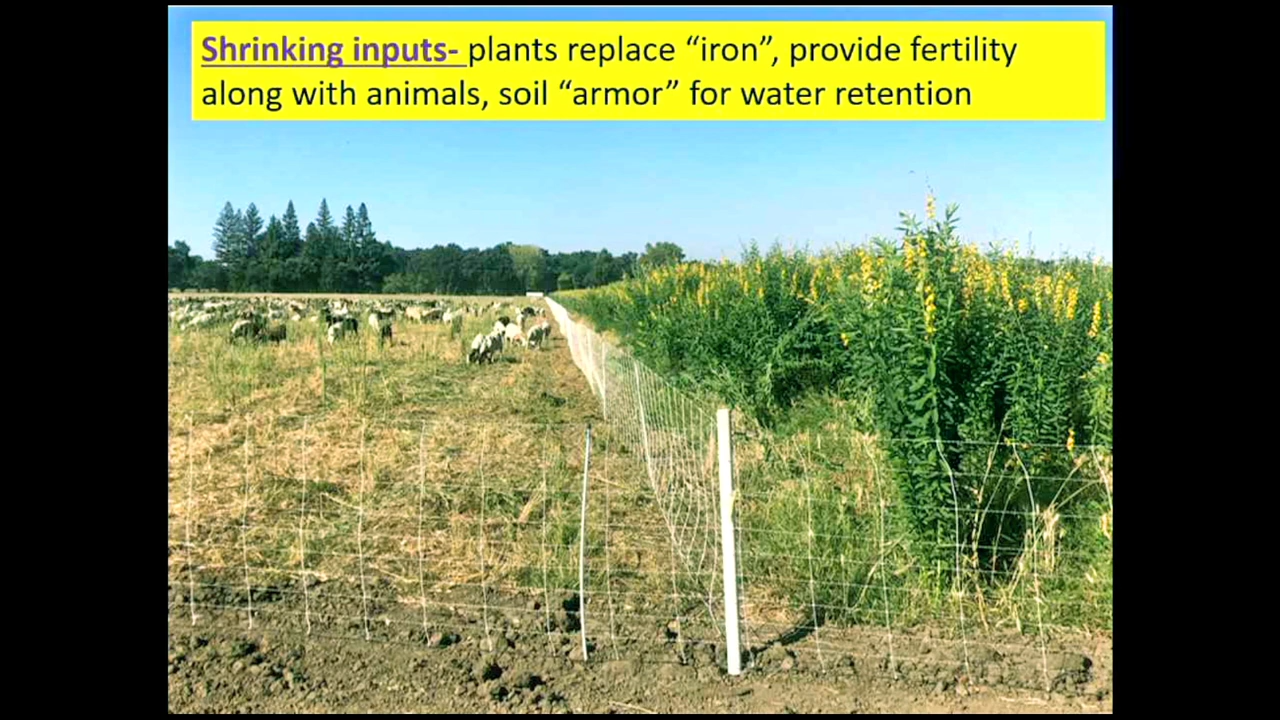 Shrinking inputs- plants replace “iron”, provide fertility
along with animals, soil “armor” for water retention